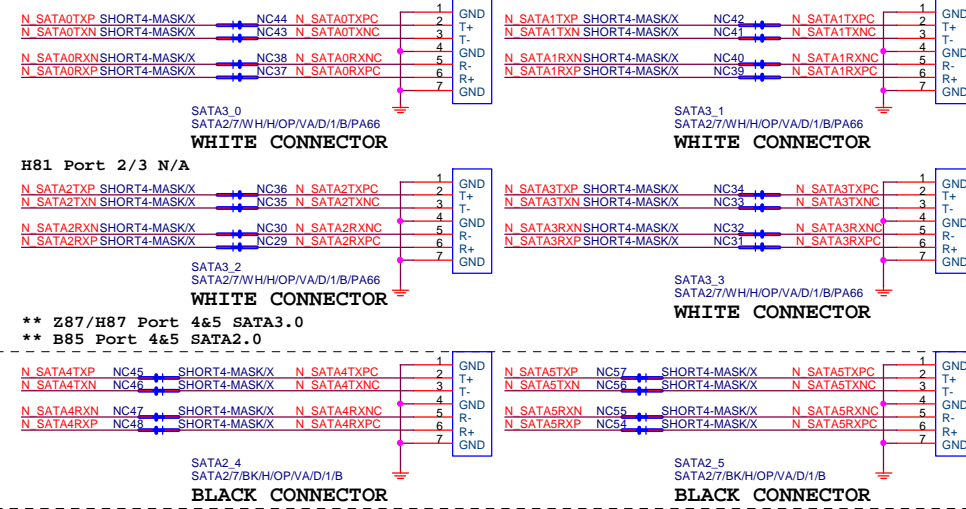 1 GND
N_SATA0TXP SHORT4-MASK/X NC44 N_SATA0TXPC 2 T+
N_SATA0TXN SHORT4-MASK/X NC43 N_SATA0TXNC 3 T-
4 GND
N_SATA0RXN SHORT4-MASK/X NC38 N_SATA0RXNC 5 R-
N_SATA0RXP SHORT4-MASK/X NC37 N_SATA0RXPC 6 R+
7 GND
SATA3_0
SATA2/7/WH/H/OP/VA/D/1/B/PA66
WHITE CONNECTOR
1 GND
N_SATA1TXP SHORT4-MASK/X NC42 N_SATA1TXPC 2 T+
N_SATA1TXN SHORT4-MASK/X NC41 N_SATA1TXNC 3 T-
4 GND
N_SATA1RXN SHORT4-MASK/X NC40 N_SATA1RXNC 5 R-
N_SATA1RXP SHORT4-MASK/X NC39 N_SATA1RXPC 6 R+
7 GND
SATA3_1
SATA2/7/WH/H/OP/VA/D/1/B/PA66
WHITE CONNECTOR
H81 Port 2/3 N/A
1 GND
N_SATA2TXP SHORT4-MASK/X NC36 N_SATA2TXPC 2 T+
N_SATA2TXN SHORT4-MASK/X NC35 N_SATA2TXNC 3 T-
4 GND
N_SATA2RXN SHORT4-MASK/X NC30 N_SATA2RXNC 5 R-
N_SATA2RXP SHORT4-MASK/X NC29 N_SATA2RXPC 6 R+
7 GND
SATA3_2
SATA2/7/WH/H/OP/VA/D/1/B/PA66
WHITE CONNECTOR
1 GND
N_SATA3TXP SHORT4-MASK/X NC34 N_SATA3TXPC 2 T+
N_SATA3TXN SHORT4-MASK/X NC33 N_SATA3TXNC 3 T-
4 GND
N_SATA3RXN SHORT4-MASK/X NC32 N_SATA3RXNC 5 R-
N_SATA3RXP SHORT4-MASK/X NC31 N_SATA3RXPC 6 R+
7 GND
SATA3_3
SATA2/7/WH/H/OP/VA/D/1/B/PA66
WHITE CONNECTOR
** Z87/H87 Port 4&5 SATA3.0
** B85 Port 4&5 SATA2.0
1 GND
N_SATA4TXP NC45 SHORT4-MASK/X N_SATA4TXPC 2 T+
N_SATA4TXN NC46 SHORT4-MASK/X N_SATA4TXNC 3 T-
4 GND
N_SATA4RXN NC47 SHORT4-MASK/X N_SATA4RXNC 5 R-
N_SATA4RXP NC48 SHORT4-MASK/X N_SATA4RXPC 6 R+
7 GND
SATA2_4
SATA2/7/BK/H/OP/VA/D/1/B
BLACK CONNECTOR
1 GND
N_SATA5TXP NC57 SHORT4-MASK/X N_SATA5TXPC 2 T+
N_SATA5TXN NC56 SHORT4-MASK/X N_SATA5TXNC 3 T-
4 GND
N_SATA5RXN NC55 SHORT4-MASK/X N_SATA5RXNC 5 R-
N_SATA5RXP NC54 SHORT4-MASK/X N_SATA5RXPC 6 R+
7 GND
SATA2_5
SATA2/7/BK/H/OP/VA/D/1/B
BLACK CONNECTOR